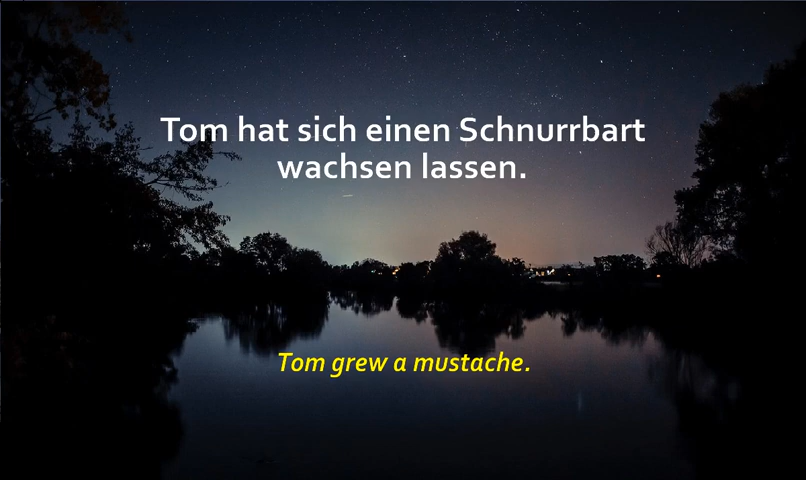 Tom hat sich einen Schnurrbart
wachsen lassen.
Tom grew a mustache.